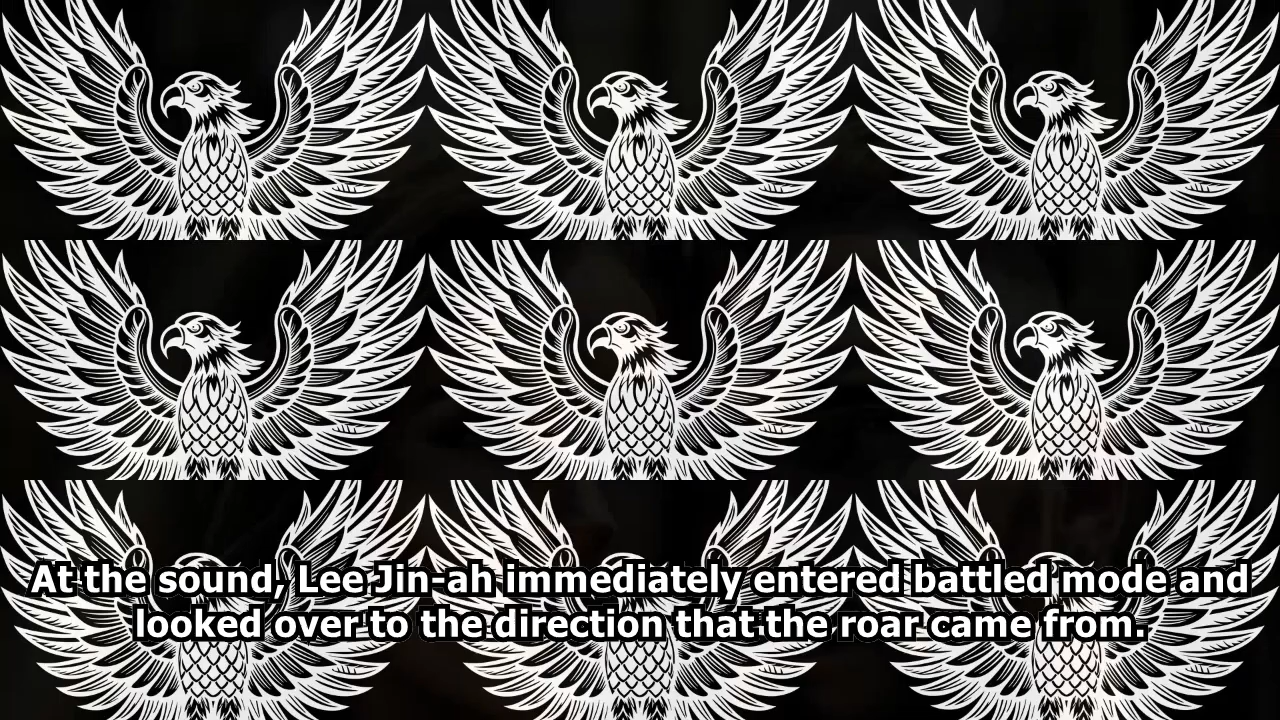 At the sound, Lee Jin-ah immediately entered battled mode and
looked over to the direction that the roar came from.